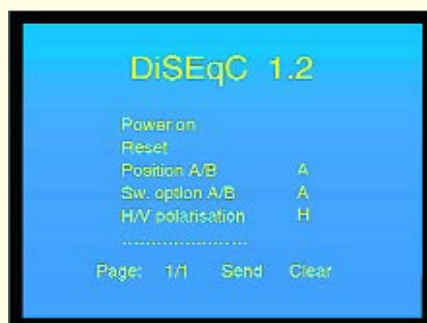 DiSEqC 1.2
Power on
Reset
Position A/B A
Sw. option A/B A
H/V polarisation H
.......................
Page: 1/1 Send Clear